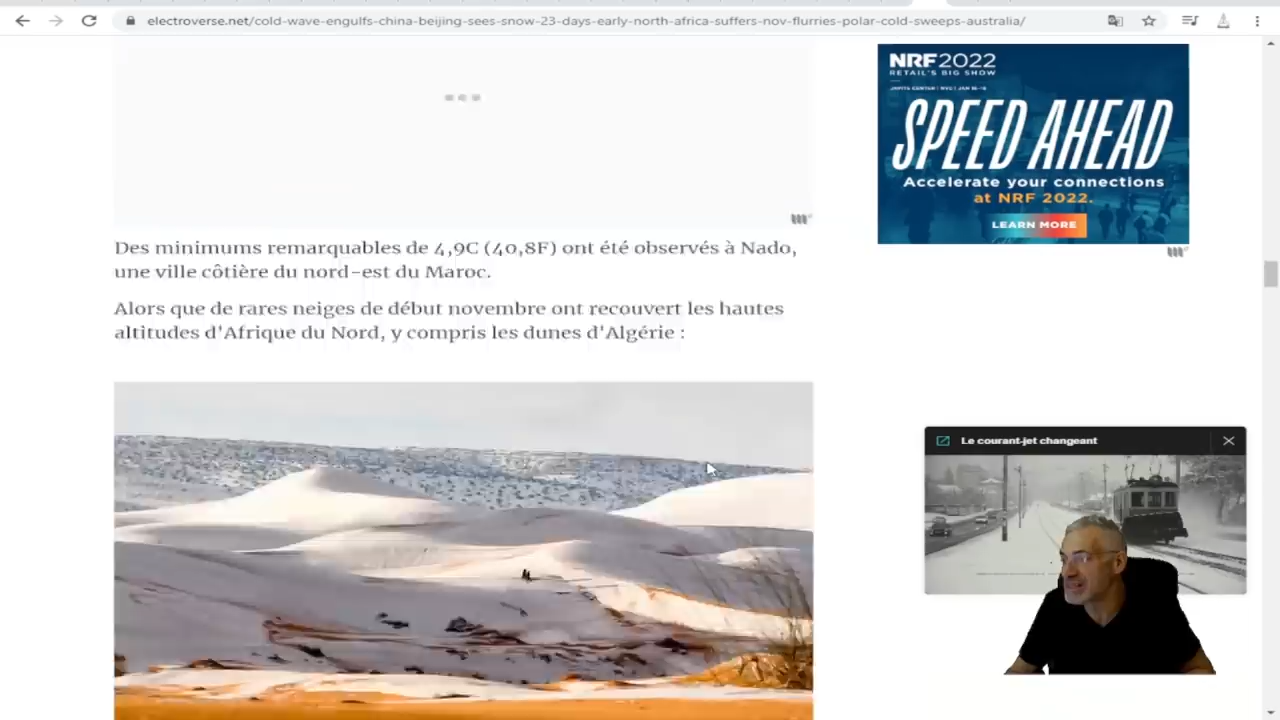 electroverse.net/cold-wave-engulfs-china-beijing-sees-snow-23-days-early-north-africa-suffers-nov-flurries-polar-cold-sweeps-australia/
NRF2022
RETAIL'S BIG SHOW
SPEED AHEAD
Accelerate your connections
at NRF 2022.
LEARN MORE
Des minimums remarquables de 4,9C (40,8F) ont été observés à Nado,
une ville côtière du nord-est du Maroc.
Alors que de rares neiges de début novembre ont recouvert les hautes
altitudes d'Afrique du Nord, y compris les dunes d'Algérie :
Le courant-jet changeant